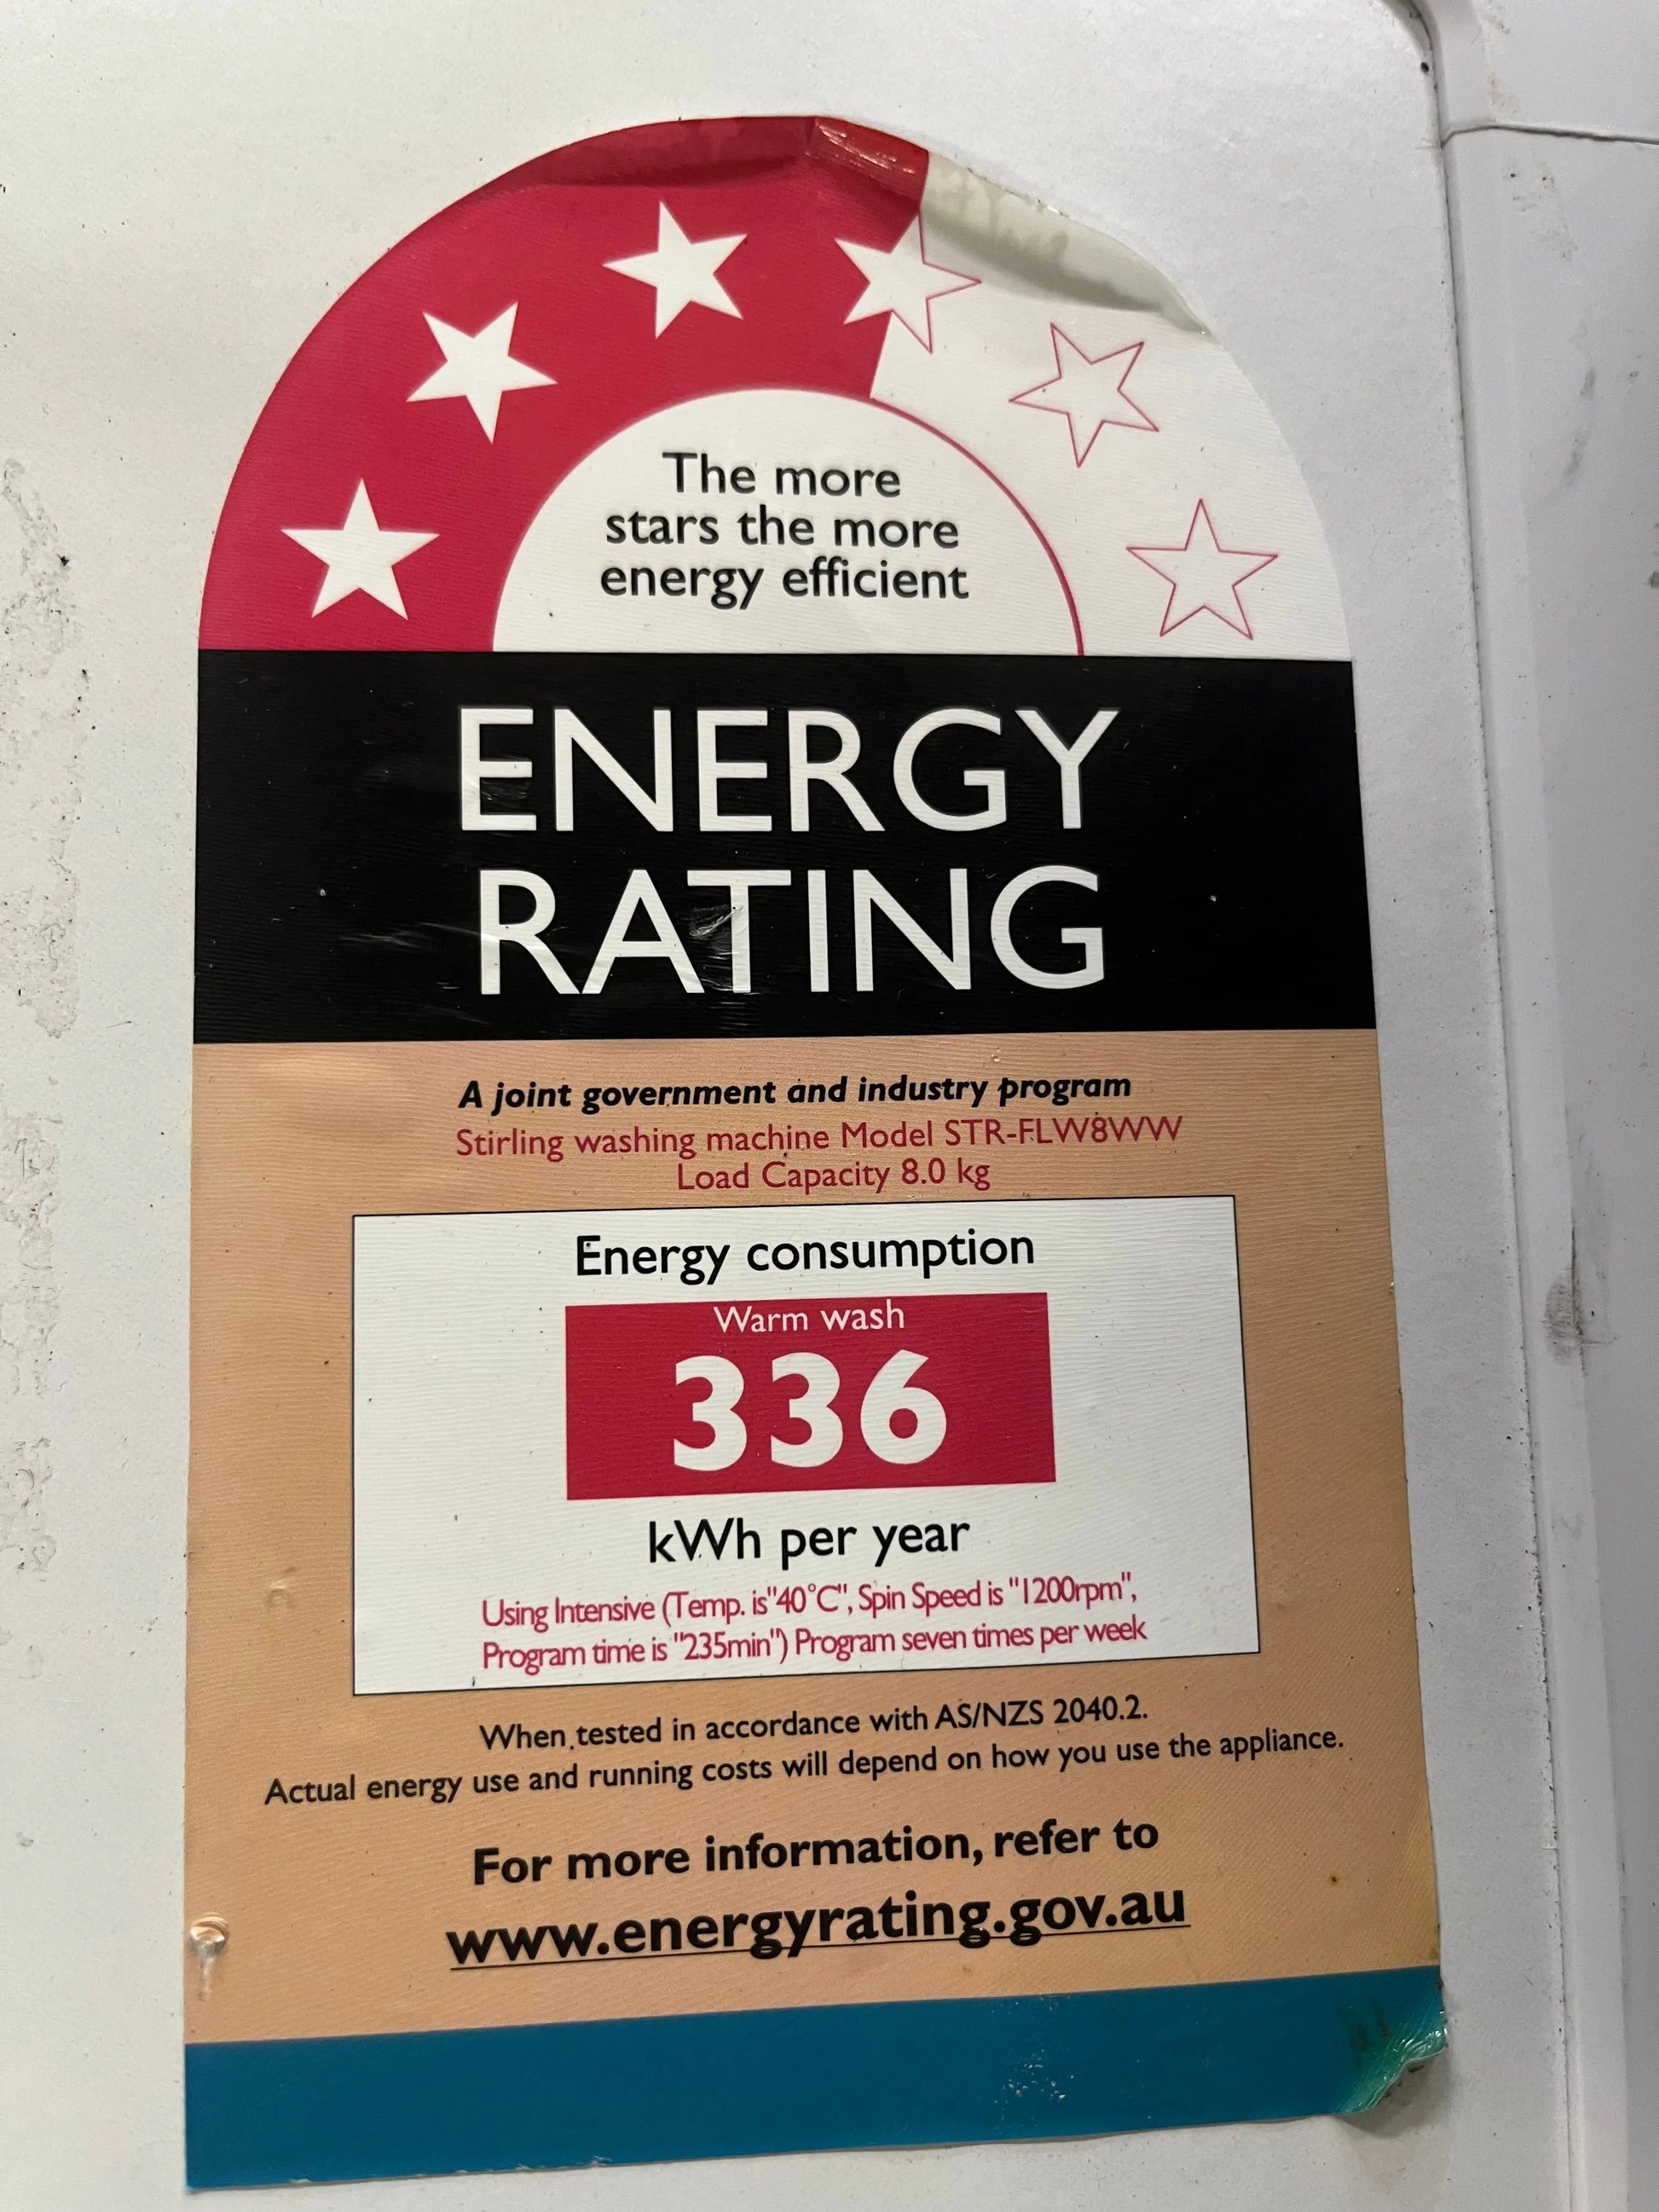 The more
stars the more
energy efficient
ENERGY
RATING
A joint government and industry program
Stirling washing machine Model STR-FLW8WW
Load Capacity 8.0 kg
Energy consumption
Warm wash
336
kWh per year
Using Intensive (Temp. is"40°C", Spin Speed is "1200rpm",
Program time is "235min") Program seven times per week
When tested in accordance with AS/NZS 2040.2.
Actual energy use and running costs will depend on how you use the appliance.
For more information, refer to
www.energyrating.gov.au